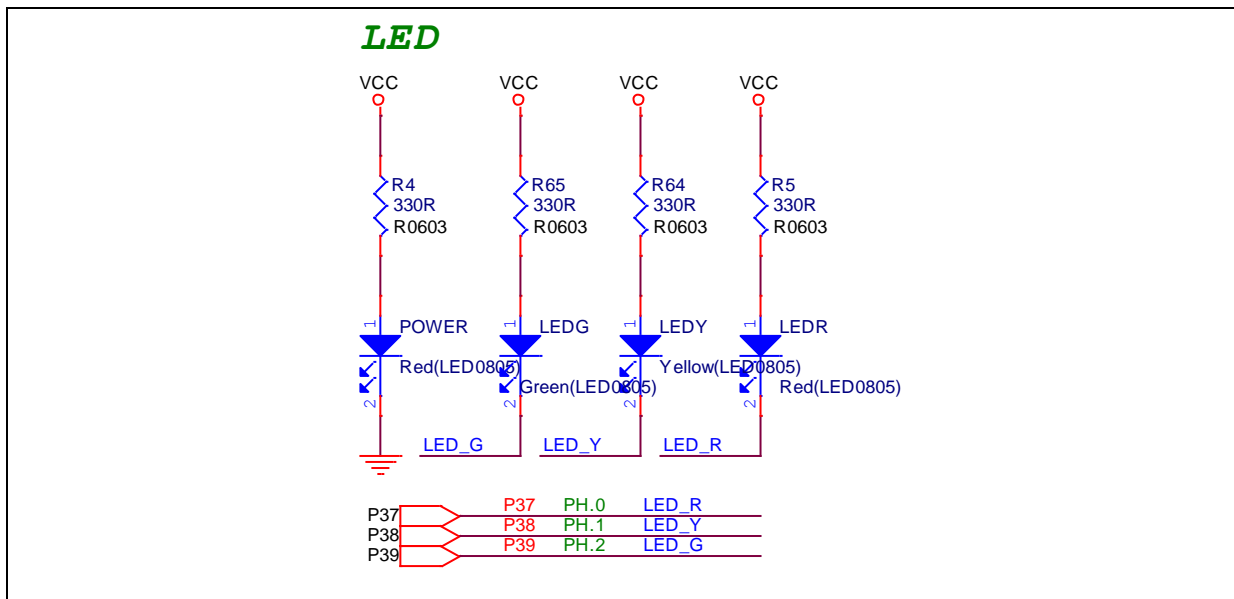 LED
VCC VCC VCC VCC
R4 R65 R64 R5
330R 330R 330R 330R
R0603 R0603 R0603 R0603
1 POWER 1 LEDG 1 LEDY 1 LEDR
Red(LED0805) Yellow(LED0805)
Green(LED0805) Red(LED0805)
2 2 2 2
LED_G LED_Y LED_R
P37 P37 PH.0 LED_R
P38 P38 PH.1 LED_Y
P39 P39 PH.2 LED_G